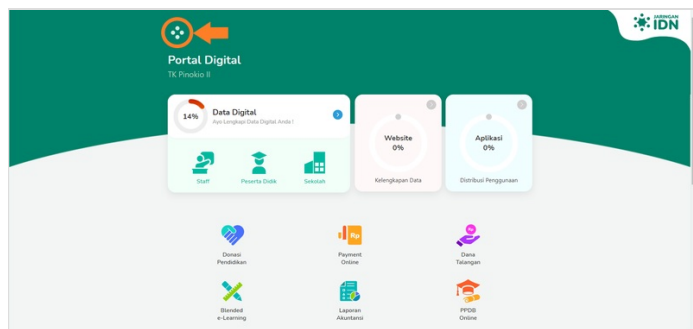 JARINGAN
IDN
Portal Digital
TK Pinokio II
14%
Data Digital
Ayo Lengkapi Data Digital Anda !
Staff
Peserta Didik
Sekolah
Website
0%
Kelengkapan Data
Aplikasi
0%
Distribusi Penggunaan
Donasi
Pendidikan
Rp
Payment
Online
Rp
Dana
Talangan
Blended
e-Learning
Laporan
Akuntansi
PPDB
Online